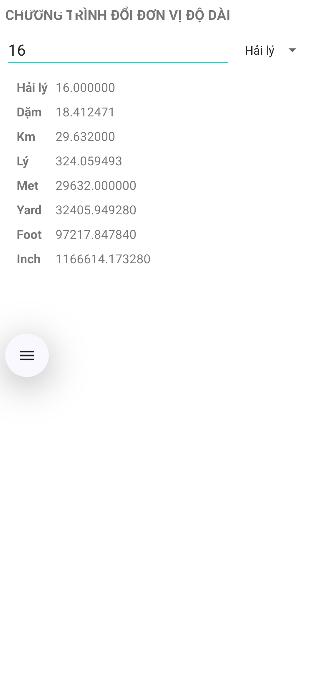 CHƯƠNG TRÌNH ĐỔI ĐƠN VỊ ĐỘ DÀI
16 Hải lý
Hải lý 16.000000
Dặm 18.412471
Km 29.632000
Lý 324.059493
Met 29632.000000
Yard 32405.949280
Foot 97217.847840
Inch 1166614.173280